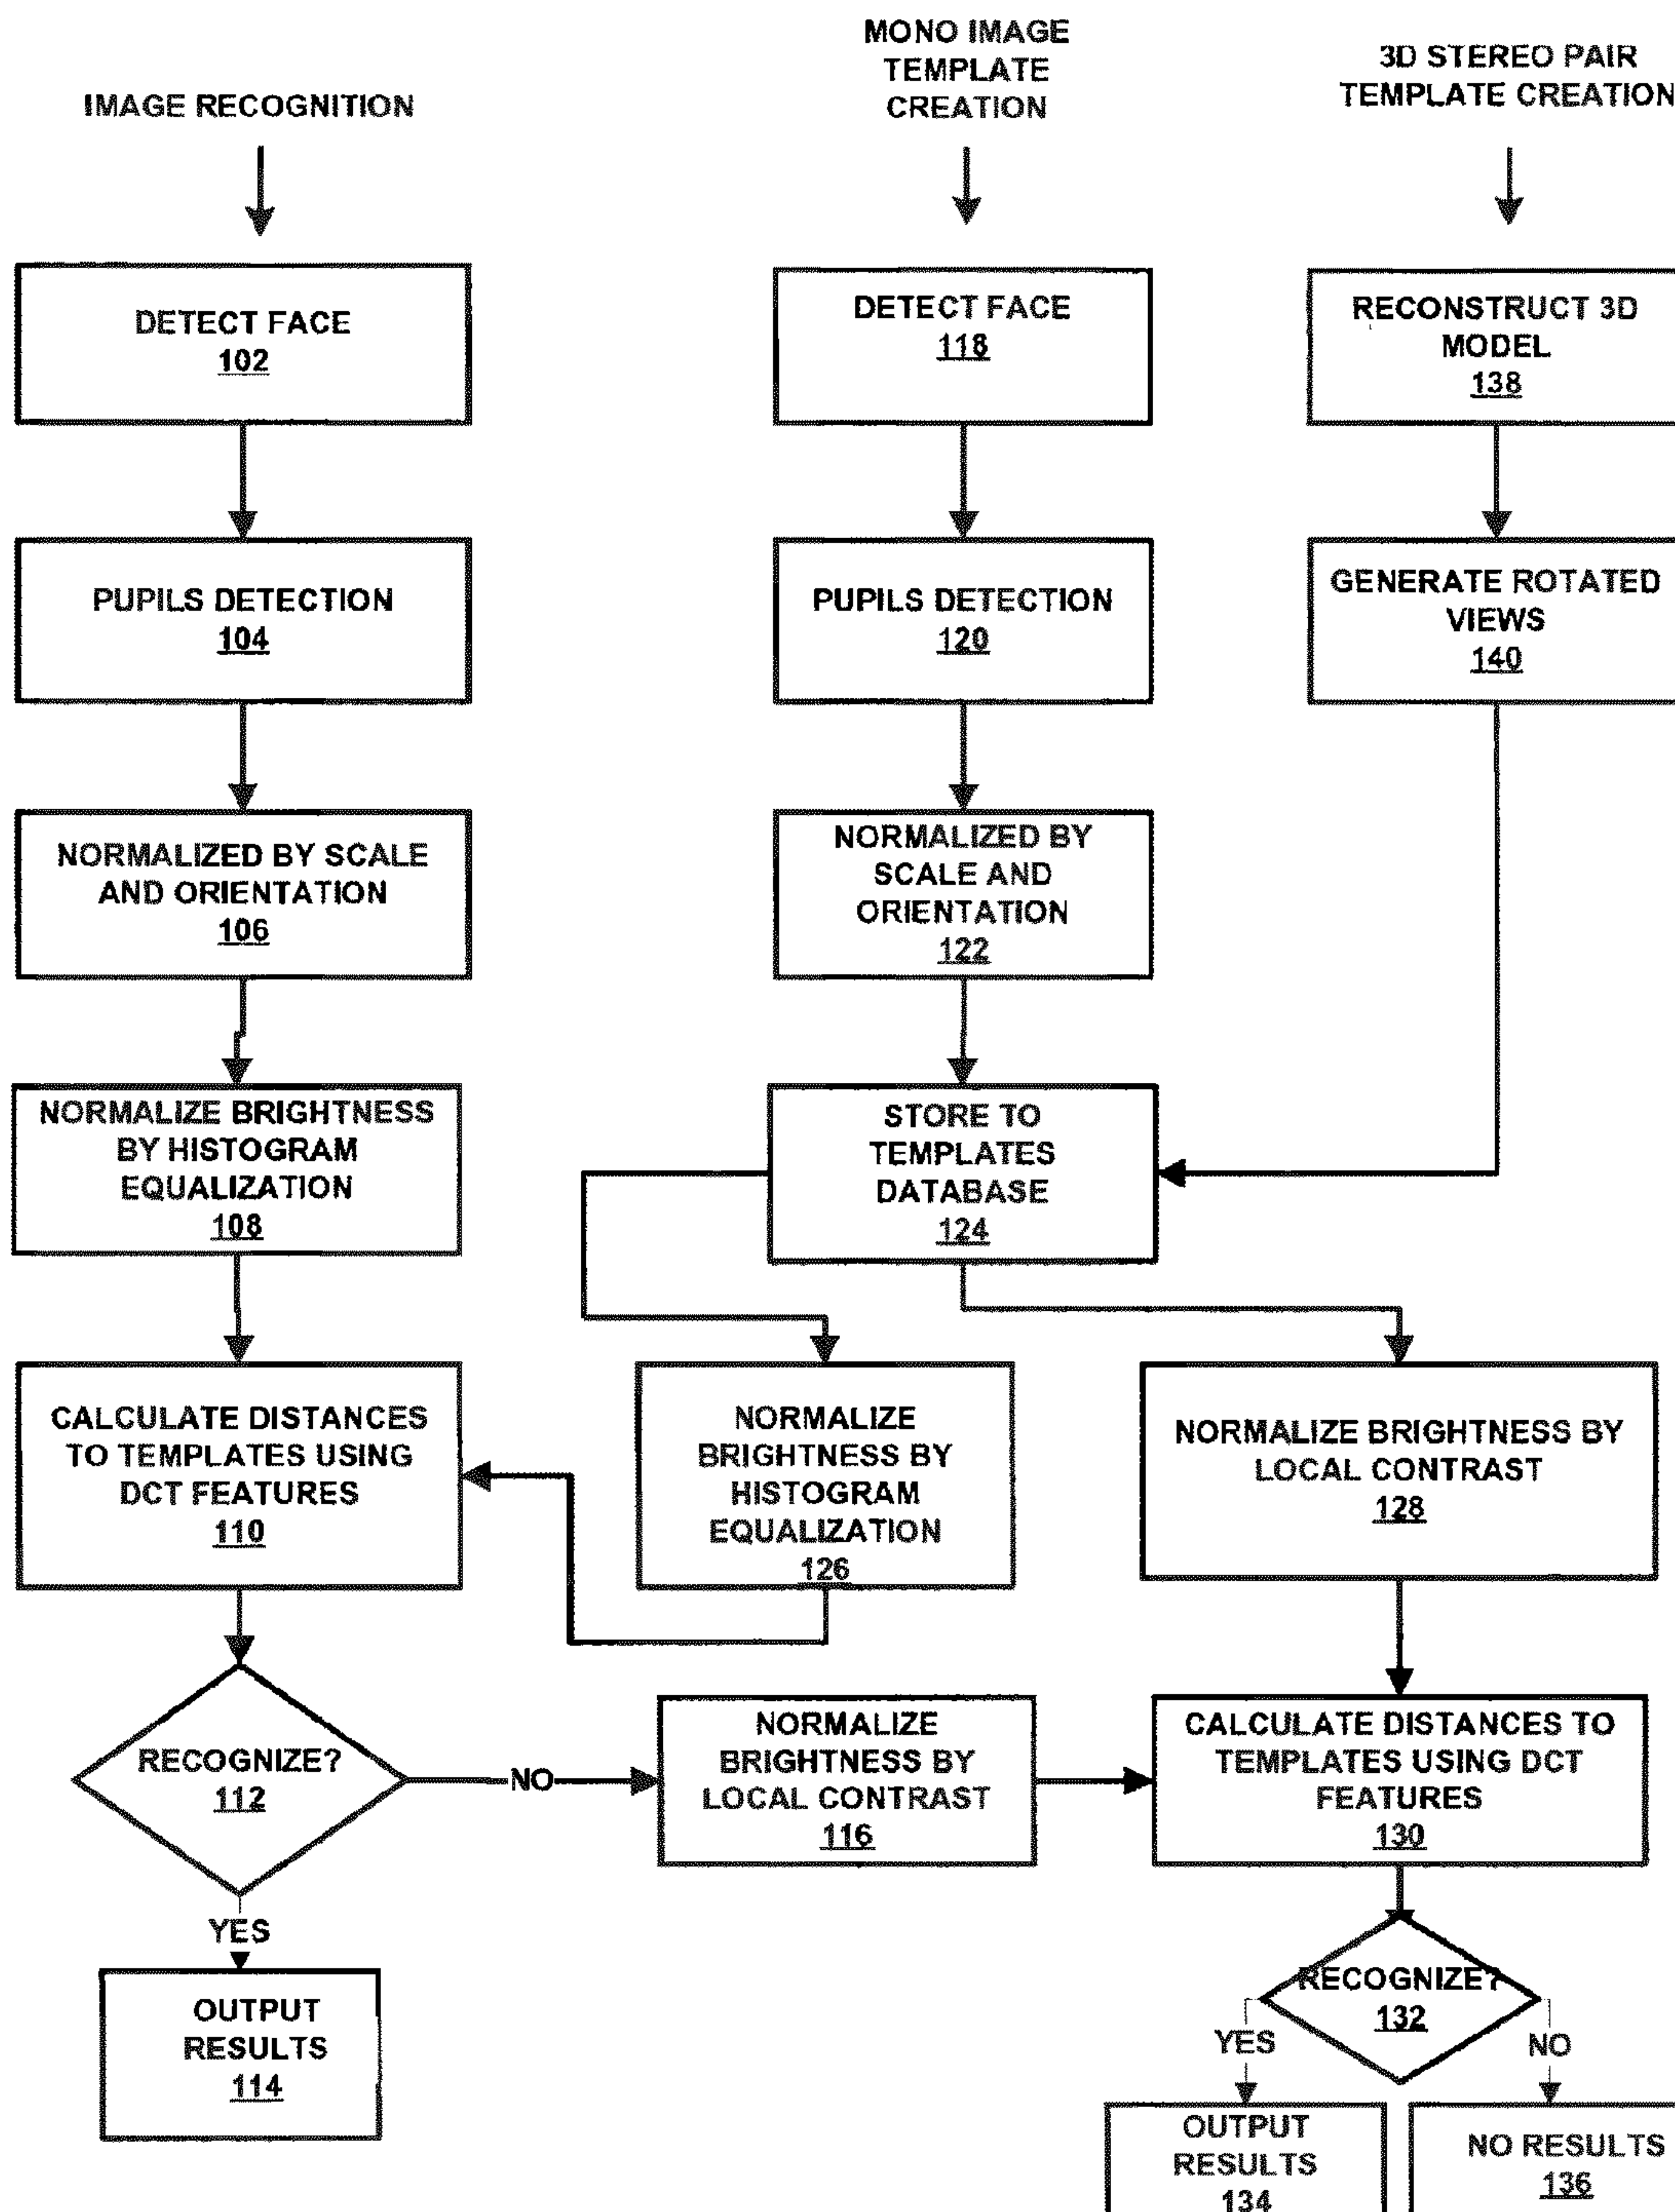 IMAGE RECOGNITION
MONO IMAGE
TEMPLATE
CREATION
3D STEREO PAIR
TEMPLATE CREATION
DETECT FACE
102
DETECT FACE
118
RECONSTRUCT 3D
MODEL
138
PUPILS DETECTION
104
PUPILS DETECTION
120
GENERATE ROTATED
VIEWS
140
NORMALIZED BY SCALE
AND ORIENTATION
106
NORMALIZED BY
SCALE AND
ORIENTATION
122
NORMALIZE BRIGHTNESS
BY HISTOGRAM
EQUALIZATION
108
STORE TO
TEMPLATES
DATABASE
124
CALCULATE DISTANCES
TO TEMPLATES USING
DCT FEATURES
110
NORMALIZE
BRIGHTNESS BY
HISTOGRAM
EQUALIZATION
126
NORMALIZE BRIGHTNESS BY
LOCAL CONTRAST
128
RECOGNIZE?
112
NO
NORMALIZE
BRIGHTNESS BY
LOCAL CONTRAST
116
CALCULATE DISTANCES TO
TEMPLATES USING DCT
FEATURES
130
YES
OUTPUT
RESULTS
114
RECOGNIZE?
132
YES
NO
OUTPUT
RESULTS
134
NO RESULTS
136